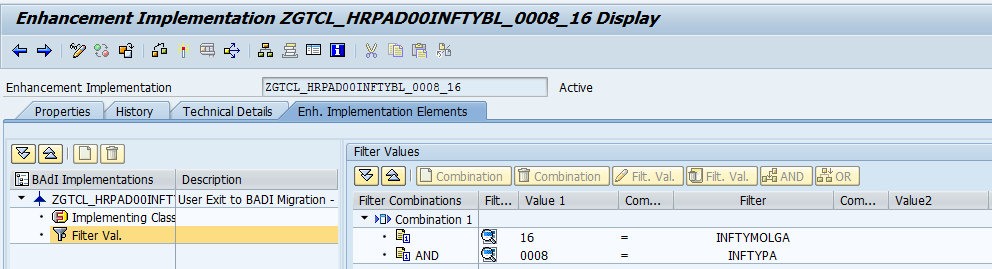 Enhancement Implementation ZGTCL_HRPAD00INFTYBL_0008_16 Display
Enhancement Implementation ZGTCL_HRPAD00INFTYBL_0008_16 Active
Properties History Technical Details Enh. Implementation Elements
Filter Values
Combination Combination Filt. Val. Filt. Val. AND OR
BAdI Implementations Description
Filter Combinations Filt... Value 1 Com... Filter Com... Value2
ZGTCL_HRPAD00INFT User Exit to BADI Migration -
Combination 1
Implementing Class
16 = INFTYMOLGA
Filter Val.
AND 0008 = INFTYPA